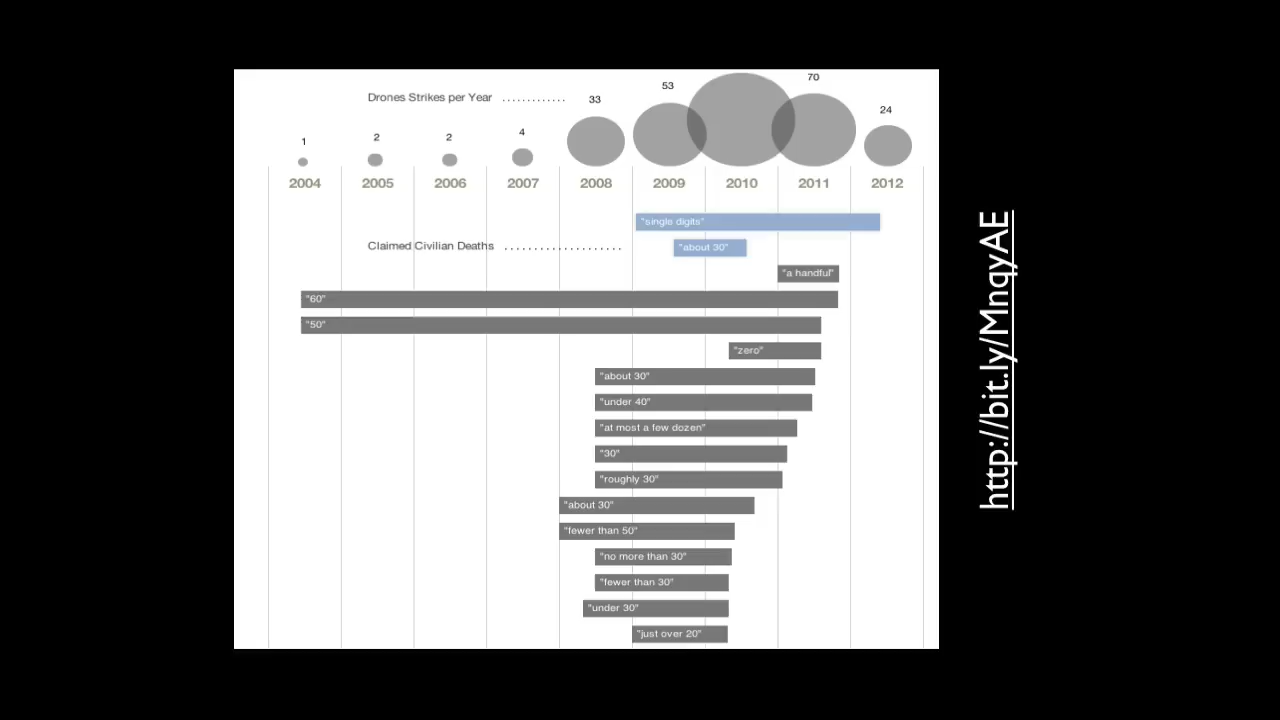 70
53
Drones Strikes per Year ............. 33
24
4
1 2 2
2004 2005 2006 2007 2008 2009 2010 2011 2012
"single digits"
Claimed Civilian Deaths ..................... "about 30"
"a handful"
"60"
"50"
"zero"
"about 30"
"under 40"
"at most a few dozen"
"30"
"roughly 30"
"about 30"
"fewer than 50"
"no more than 30"
"fewer than 30"
"under 30"
"just over 20"
http://bit.ly/MnqyAE